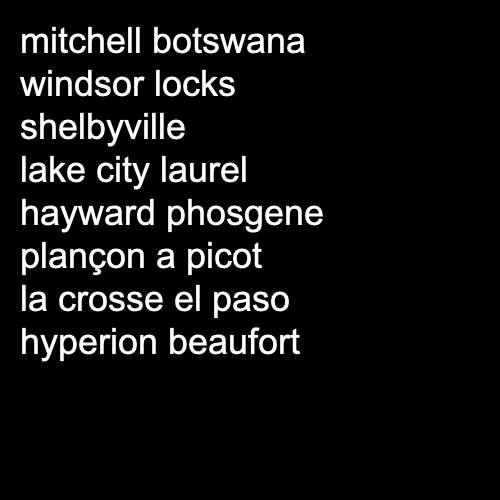 mitchell botswana
windsor locks
shelbyville
lake city laurel
hayward phosgene
plançon a picot
la crosse el paso
hyperion beaufort